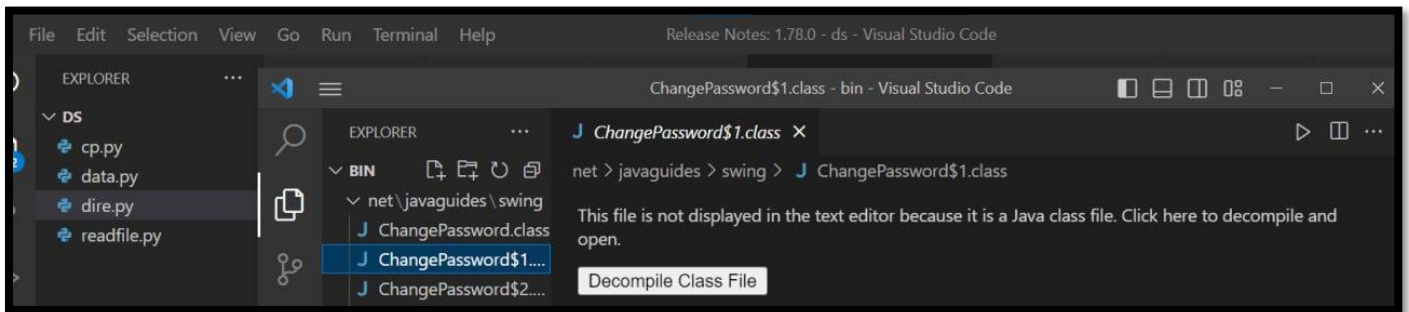 File Edit Selection View Go Run Terminal Help Release Notes: 1.78.0 - ds - Visual Studio Code
EXPLORER ...
DS
cp.py
data.py
dire.py
readfile.py
2
ChangePassword$1.class - bin - Visual Studio Code
EXPLORER ...
BIN
net\javaguides\swing
J ChangePassword.class
J ChangePassword$1....
J ChangePassword$2....
J ChangePassword$1.class
net > javaguides > swing > J ChangePassword$1.class
This file is not displayed in the text editor because it is a Java class file. Click here to decompile and
open.
Decompile Class File